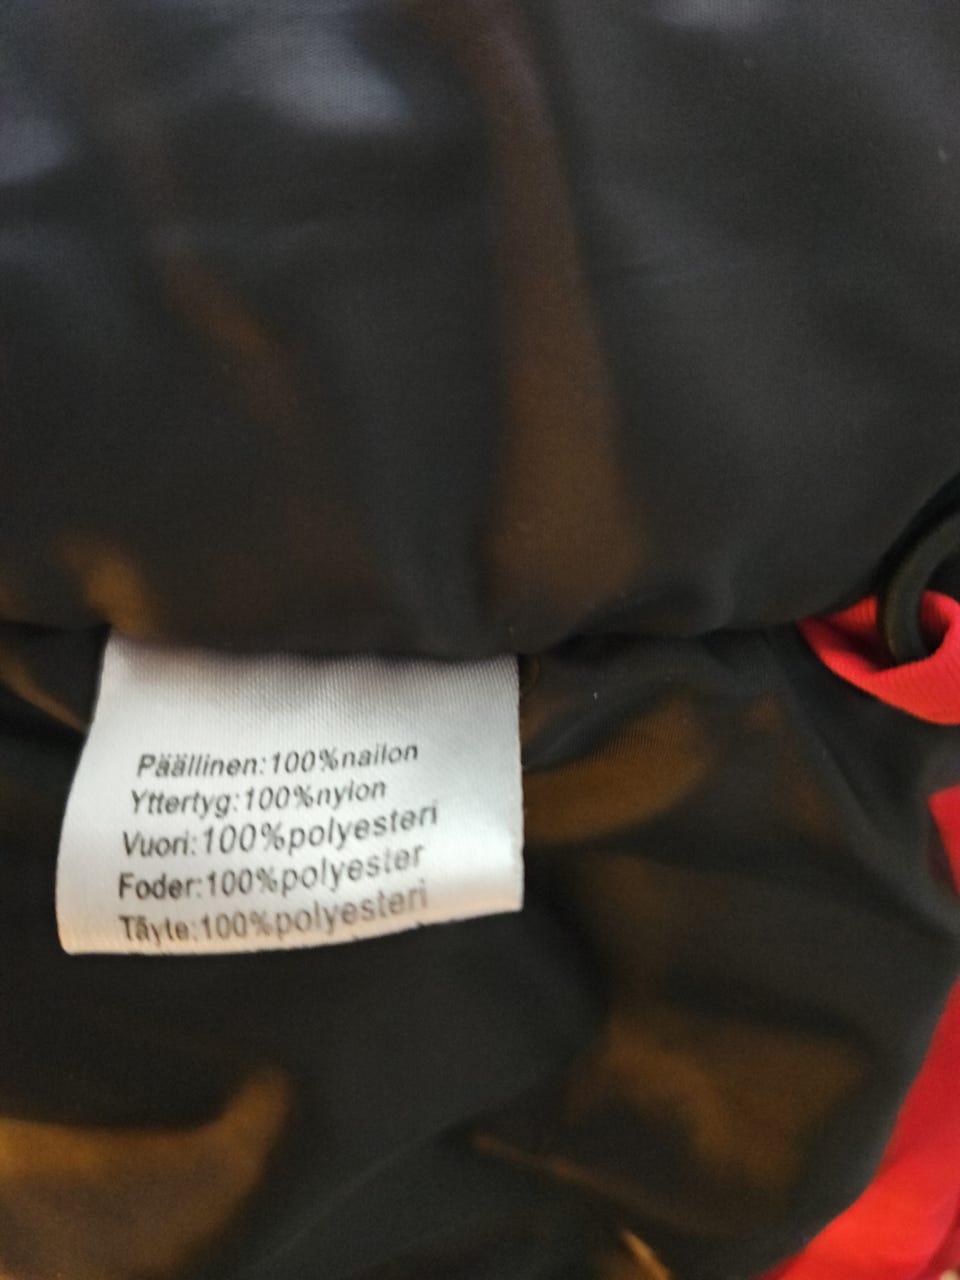 Päällinen:100%nailon
Yttertyg:100%nylon
Vuori:100%polyesteri
Foder:100%polyester
Täyte:100%polyesteri